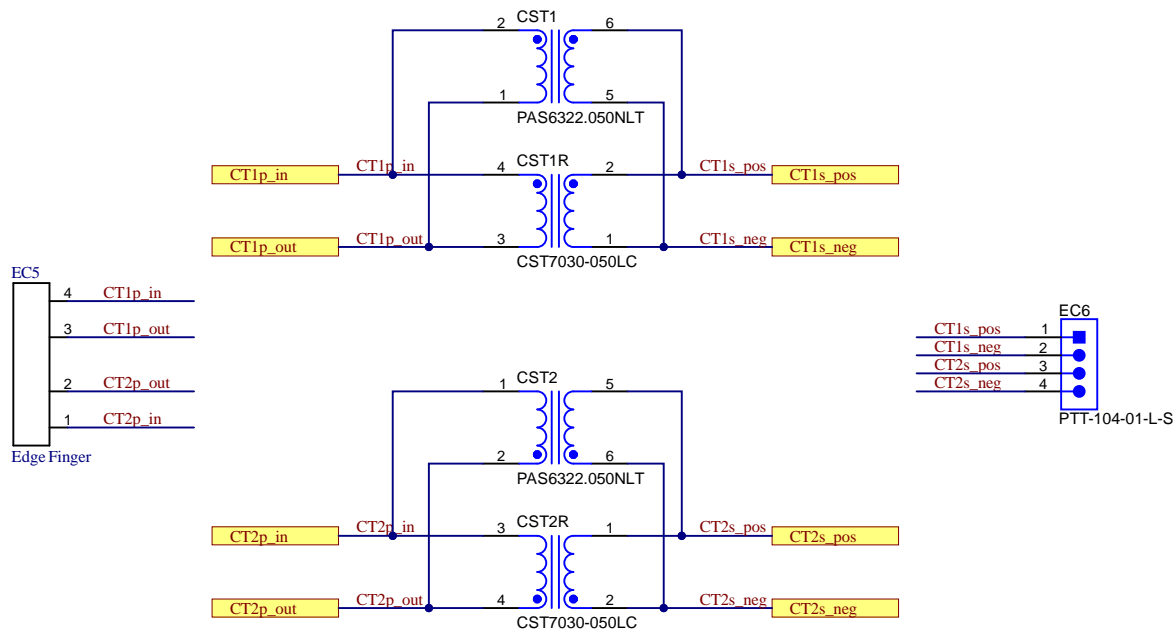 CST1
2 6
1 5
PAS6322.050NLT
CST1R
CT1p_in CT1p_in 4 2 CT1s_pos CT1s_pos
CT1p_out CT1p_out 3 1 CT1s_neg CT1s_neg
CST7030-050LC
EC5
4 CT1p_in
3 CT1p_out
2 CT2p_out
1 CT2p_in
Edge Finger
EC6
CT1s_pos 1
CT1s_neg 2
CT2s_pos 3
CT2s_neg 4
PTT-104-01-L-S
CST2
1 5
2 6
PAS6322.050NLT
CST2R
CT2p_in CT2p_in 3 1 CT2s_pos CT2s_pos
CT2p_out CT2p_out 4 2 CT2s_neg CT2s_neg
CST7030-050LC